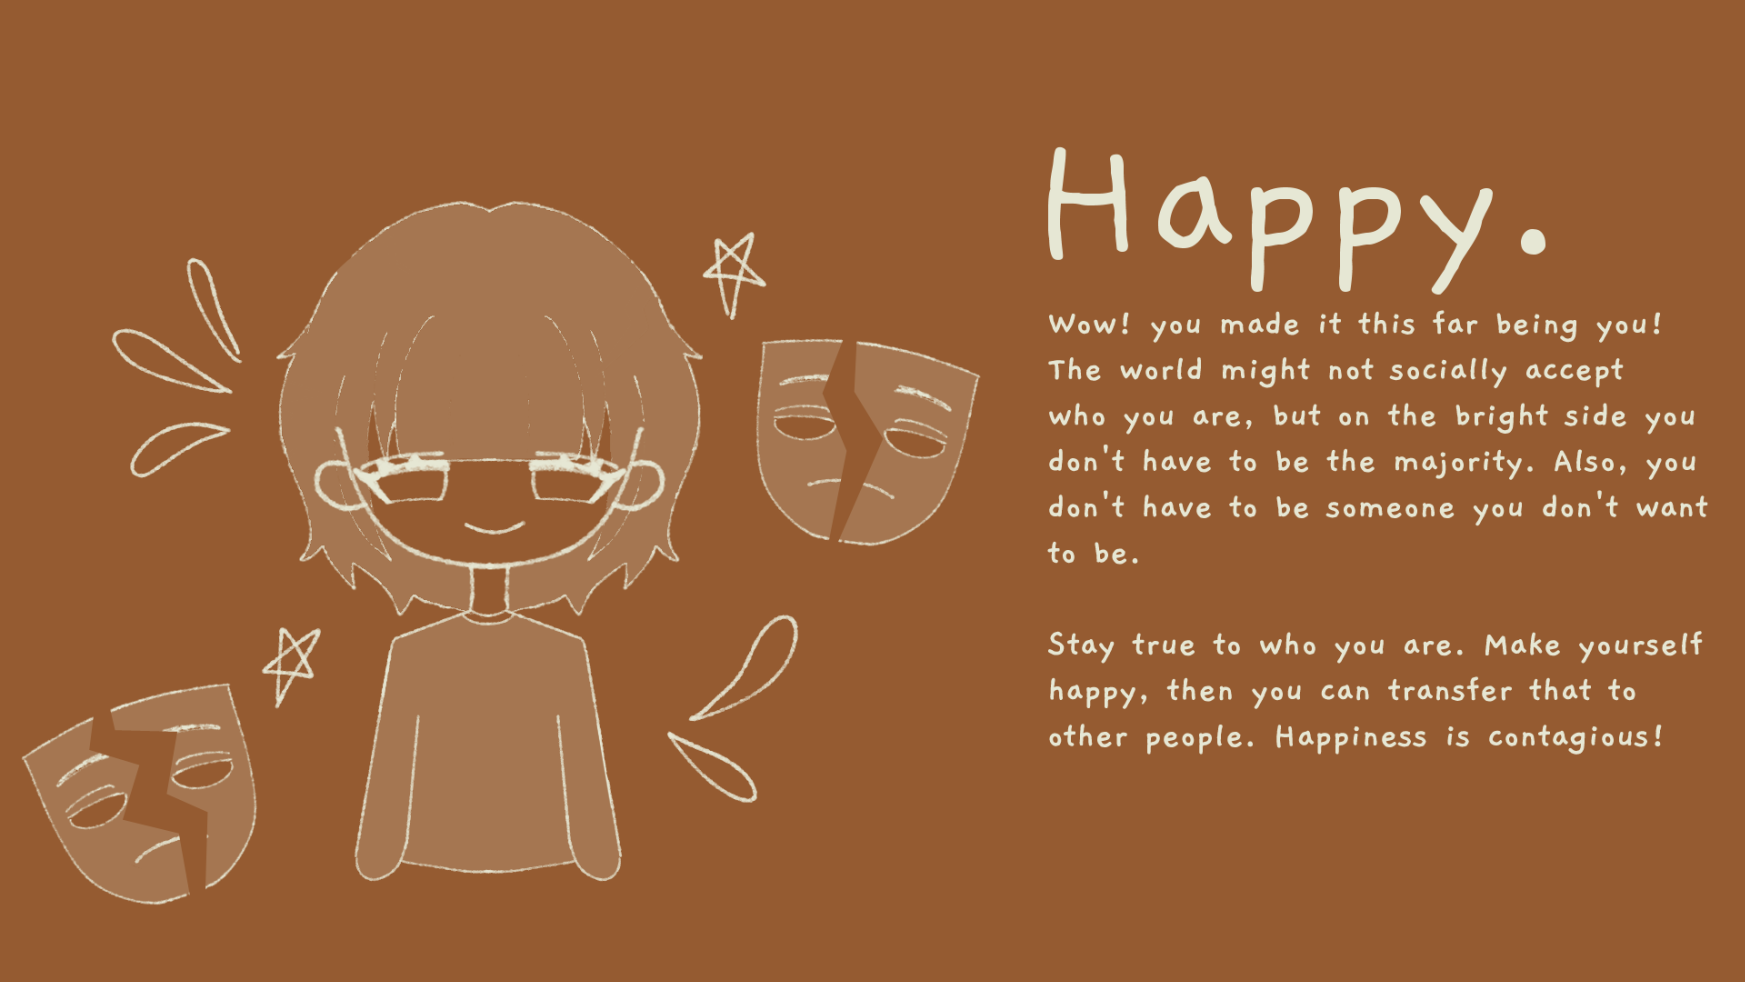 Happy.
Wow! you made it this far being you!
The world might not socially accept
who you are, but on the bright side you
don't have to be the majority. Also, you
don't have to be someone you don't want
to be.
Stay true to who you are. Make yourself
happy, then you can transfer that to
other people. Happiness is contagious!